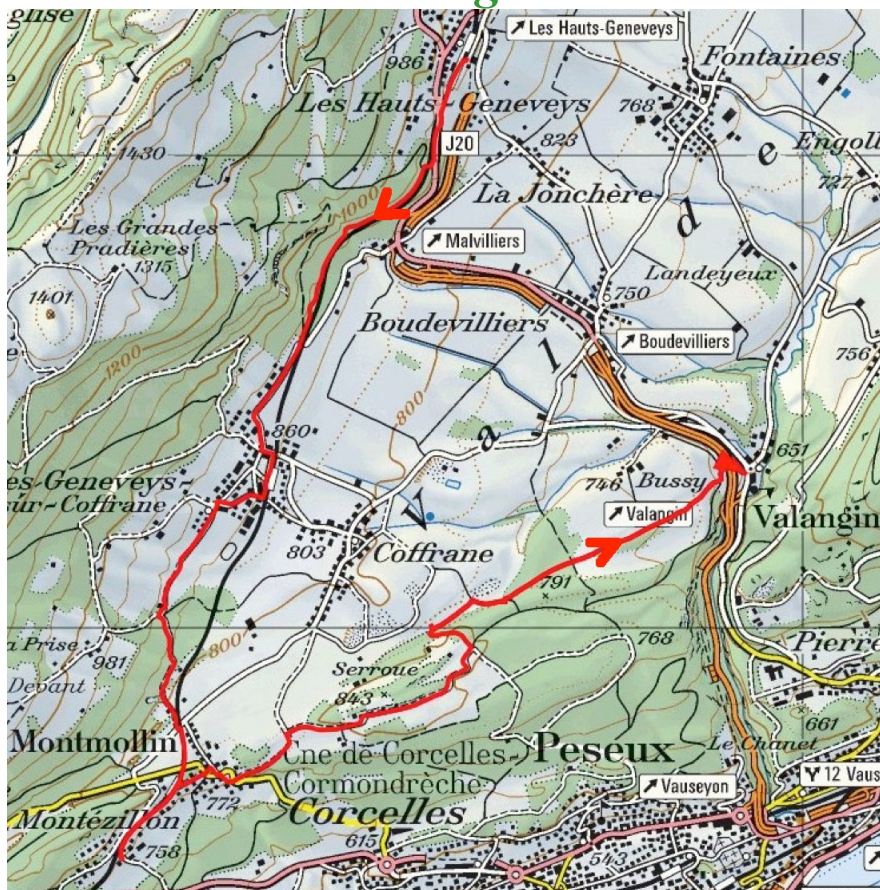 Les Hauts-Geneveys
986
Fontaines
Les Hauts-Geneveys
768
J20
823
Engoll
1430
La Jonchère
727
e
1000
Les Grandes
Pradières
1315
Malvilliers
d
Landeyeux
1401
750
Boudevilliers
Boudevilliers
756
1200
800
l
a
860
651
es-Geneveys-
sur-Coffrane
746
Bussy
Valangin
V
Valangin
803
Coffrane
791
800
768
a Prise
981
Serroue
Pierre
Devant
843
661
Montmollin
Cne de Corcelles-
Cormondrèche
Peseux
Le Chanet
772
Corcelles
Vauseyon
12 Vaus
Montézillon
758
615
543